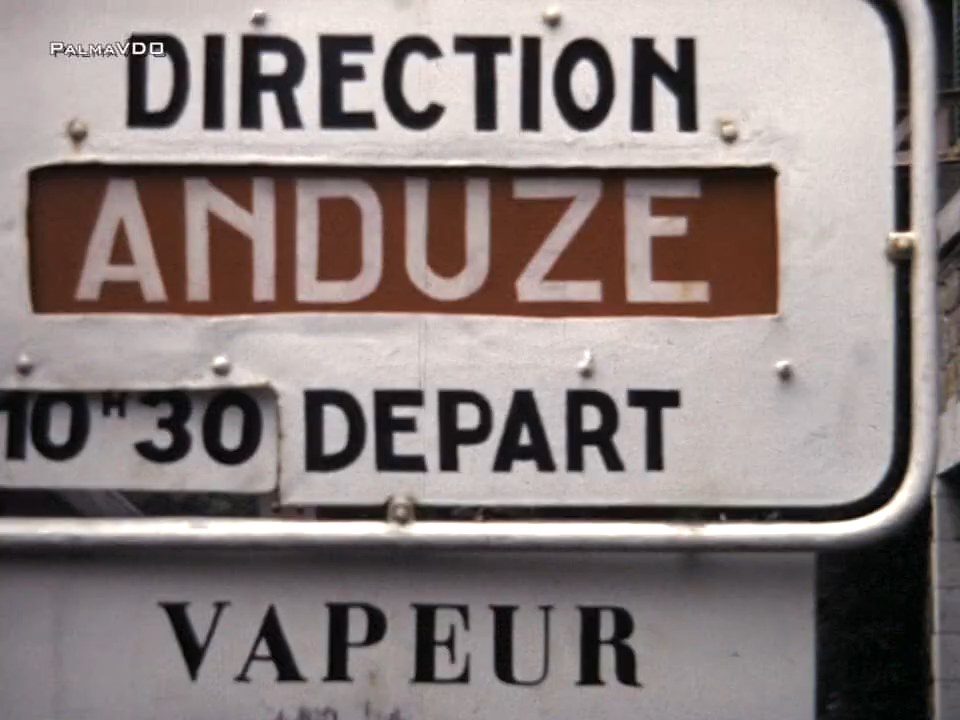 PALMAVDO
DIRECTION
ANDUZE
10H30 DEPART
VAPEUR